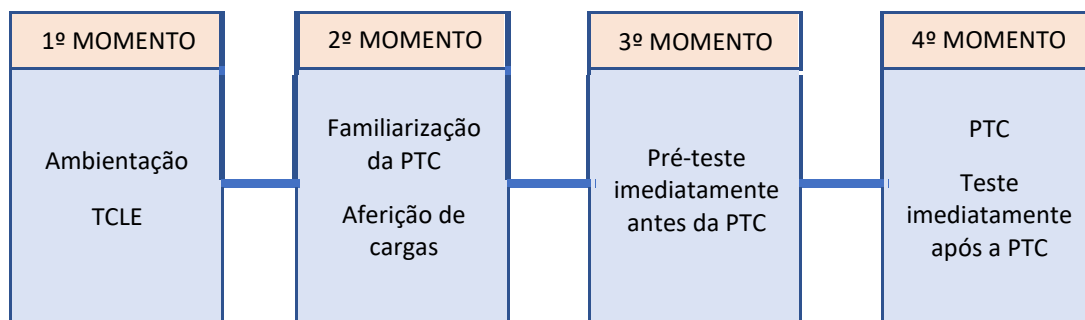 1º MOMENTO
Ambientação
TCLE
2º MOMENTO
Familiarização
da PTC
Aferição de
cargas
3º MOMENTO
Pré-teste
imediatamente
antes da PTC
4º MOMENTO
PTC
Teste
imediatamente
após a PTC